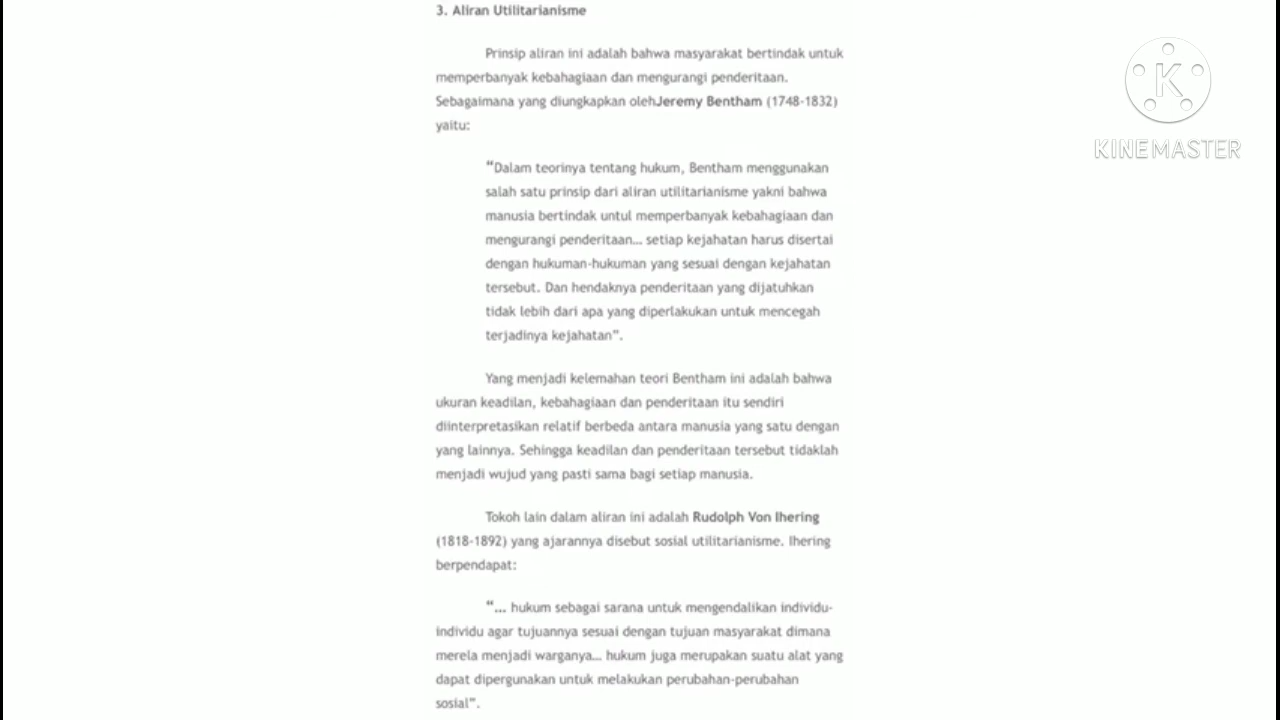 3. Aliran Utilitarianisme
Prinsip aliran ini adalah bahwa masyarakat bertindak untuk
memperbanyak kebahagiaan dan mengurangi penderitaan.
Sebagaimana yang diungkapkan olehJeremy Bentham (1748-1832)
yaitu:
“Dalam teorinya tentang hukum, Bentham menggunakan
salah satu prinsip dari aliran utilitarianisme yakni bahwa
manusia bertindak untul memperbanyak kebahagiaan dan
mengurangi penderitaan… setiap kejahatan harus disertai
dengan hukuman-hukuman yang sesuai dengan kejahatan
tersebut. Dan hendaknya penderitaan yang dijatuhkan
tidak lebih dari apa yang diperlakukan untuk mencegah
terjadinya kejahatan”.
Yang menjadi kelemahan teori Bentham ini adalah bahwa
ukuran keadilan, kebahagiaan dan penderitaan itu sendiri
diinterpretasikan relatif berbeda antara manusia yang satu dengan
yang lainnya. Sehingga keadilan dan penderitaan tersebut tidaklah
menjadi wujud yang pasti sama bagi setiap manusia.
Tokoh lain dalam aliran ini adalah Rudolph Von Ihering
(1818-1892) yang ajarannya disebut sosial utilitarianisme. Ihering
berpendapat:
“… hukum sebagai sarana untuk mengendalikan individu-
individu agar tujuannya sesuai dengan tujuan masyarakat dimana
merela menjadi warganya… hukum juga merupakan suatu alat yang
dapat dipergunakan untuk melakukan perubahan-perubahan
sosial”.
K
KINEMASTER